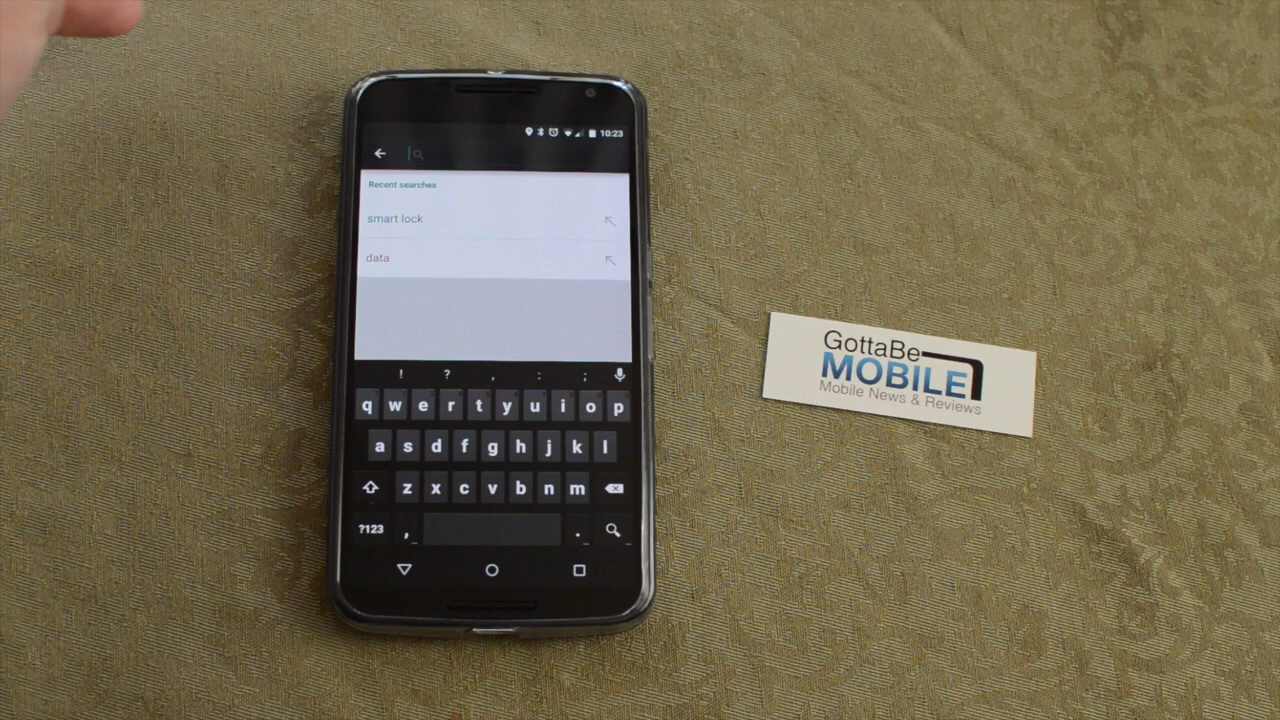 10:23
Recent searches
smart lock
data
! ? , : ;
q w e r t y u i o p
a s d f g h j k l
z x c v b n m
?123 , .
GottaBe
MOBILE
Mobile News & Reviews